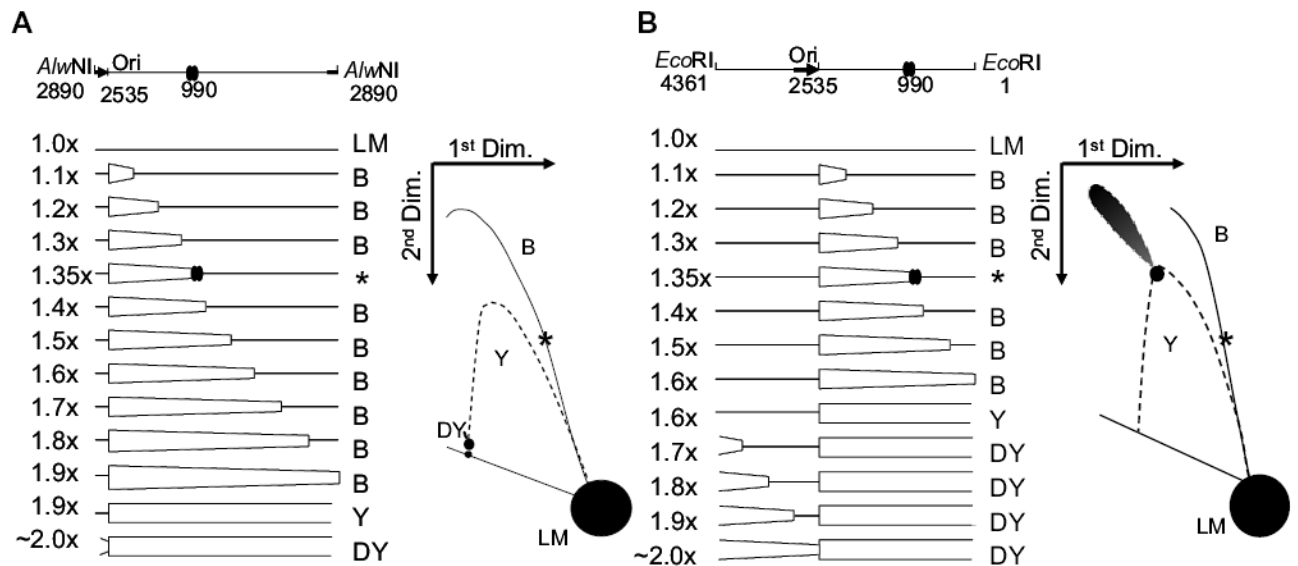 A
AlwNI
2890
Ori
2535
990
AlwNI
2890
1.0x LM
1.1x B
1.2x B
1.3x B
1.35x *
1.4x B
1.5x B
1.6x B
1.7x B
1.8x B
1.9x B
1.9x Y
~2.0x DY
1st Dim.
2nd Dim.
B
*
Y
DY
LM
B
EcoRI
4361
Ori
2535
990
EcoRI
1
1.0x LM
1.1x B
1.2x B
1.3x B
1.35x *
1.4x B
1.5x B
1.6x B
1.6x Y
1.7x DY
1.8x DY
1.9x DY
~2.0x DY
1st Dim.
2nd Dim.
B
*
Y
LM